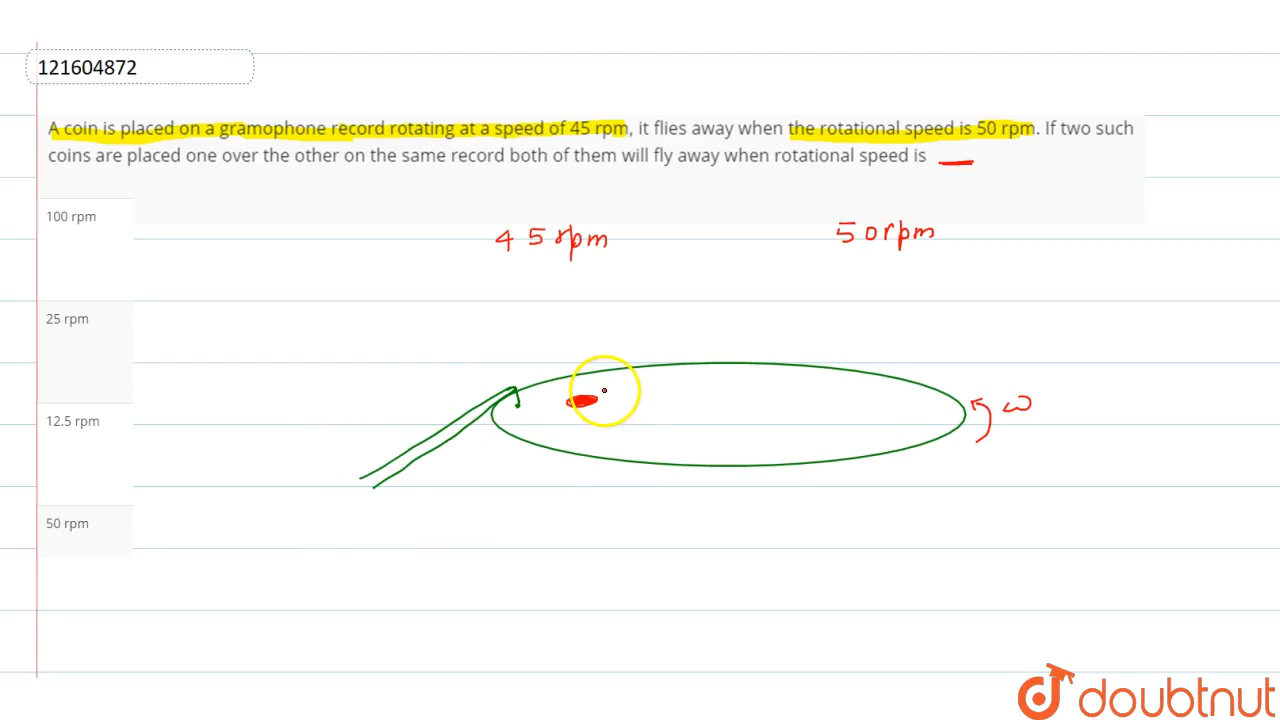 121604872
A coin is placed on a gramophone record rotating at a speed of 45 rpm, it flies away when the rotational speed is 50 rpm. If two such
coins are placed one over the other on the same record both of them will fly away when rotational speed is
100 rpm
45 rpm
50 rpm
25 rpm
ω
12.5 rpm
50 rpm
doubtnut